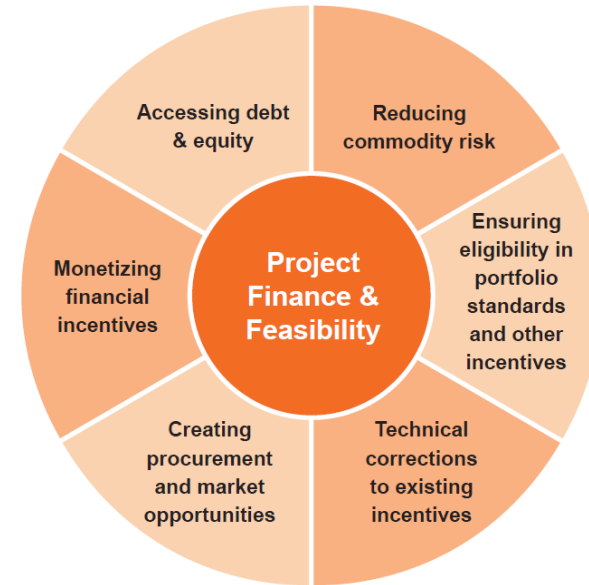 Accessing debt
& equity
Reducing
commodity risk
Ensuring
eligibility in
portfolio
standards
and other
incentives
Technical
corrections
to existing
incentives
Creating
procurement
and market
opportunities
Monetizing
financial
incentives
Project
Finance &
Feasibility